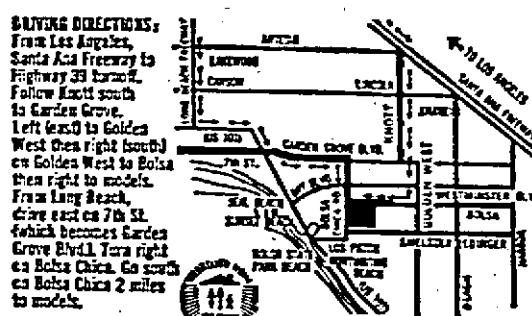 DRIVING DIRECTIONS:
From Los Angeles,
Santa Ana Freeway to
Highway 39 turnoff.
Follow Knott south
to Garden Grove.
Left (east) to Golden
West then right (south)
on Golden West to Bolsa
then right to models.
From Long Beach,
drive east on 7th St.
(which becomes Garden
Grove Blvd.). Turn right
on Bolsa Chica. Go south
on Bolsa Chica 2 miles
to models.
TO LOS ANGELES
SANTA ANA FREEWAY
ARTESIA
LAKEWOOD
CARSON
LINCOLN
KNOTT
GARDEN GROVE BLVD.
7TH ST.
GOLDEN WEST
WESTMINSTER BLVD
BOLSA
SEAL BEACH
SUNSET BEACH
BOLSA
BOLSA STATE
PARK BEACH
HUNTINGTON
BEACH